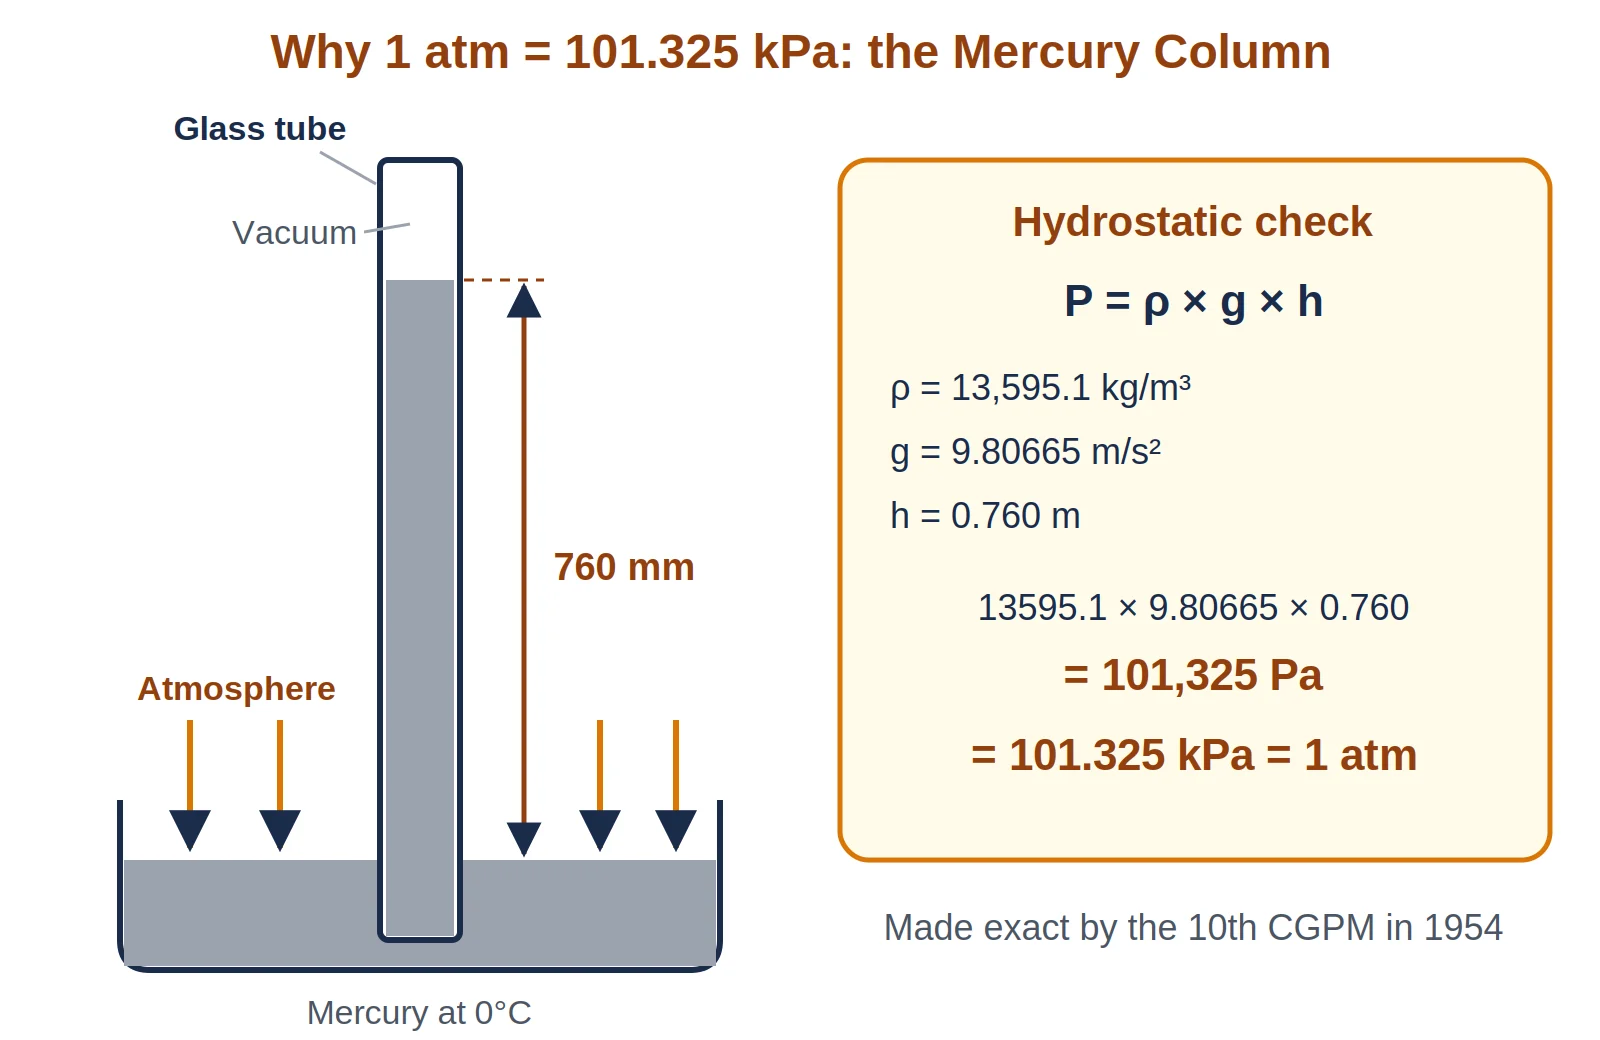 Why 1 atm = 101.325 kPa: the Mercury Column
Glass tube
Vacuum
760 mm
Atmosphere
Mercury at 0°C
Hydrostatic check
P = ρ × g × h
ρ = 13,595.1 kg/m³
g = 9.80665 m/s²
h = 0.760 m
13595.1 × 9.80665 × 0.760
= 101,325 Pa
= 101.325 kPa = 1 atm
Made exact by the 10th CGPM in 1954